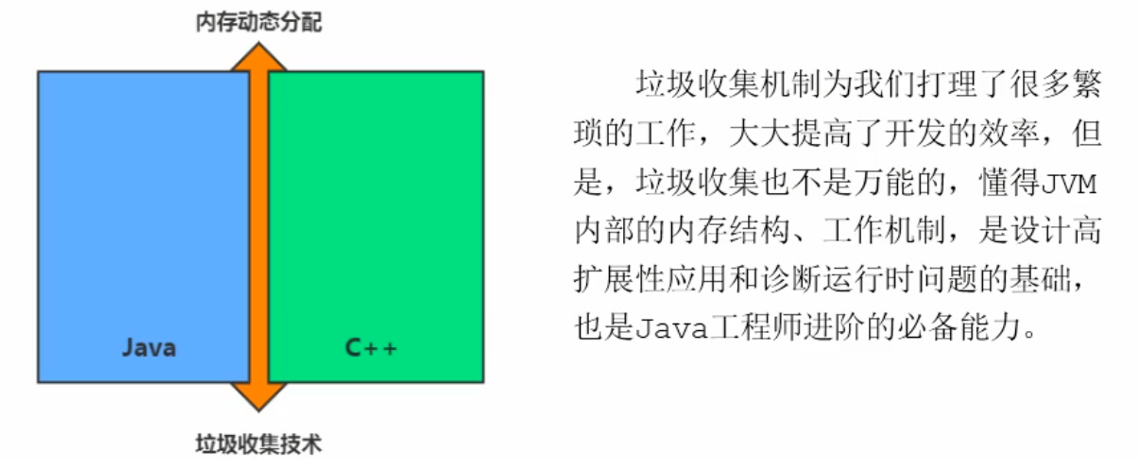 内存动态分配
Java
C++
垃圾收集技术
垃圾收集机制为我们打理了很多繁
琐的工作，大大提高了开发的效率，但
是，垃圾收集也不是万能的，懂得JVM
内部的内存结构、工作机制，是设计高
扩展性应用和诊断运行时问题的基础，
也是Java工程师进阶的必备能力。